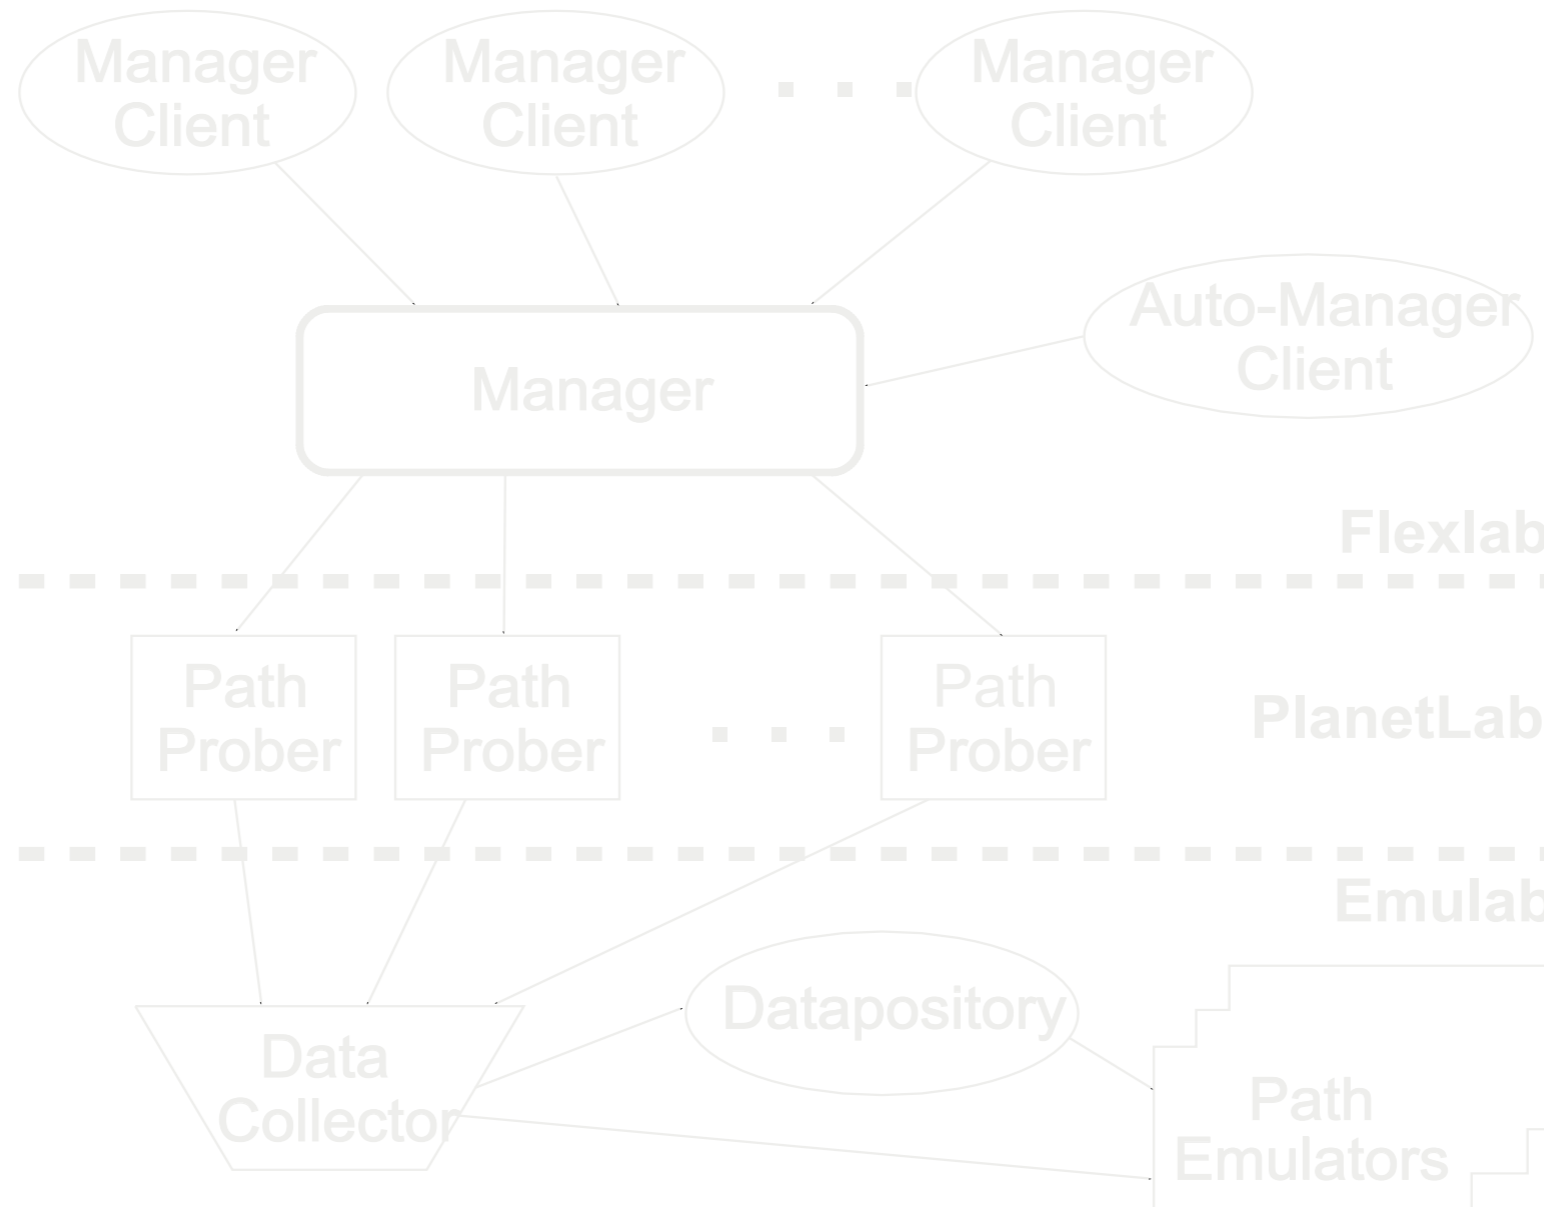 Manager
Client
Manager
Client
Manager
Client
Auto-Manager
Client
Manager
Flexlab
Path
Prober
Path
Prober
Path
Prober
PlanetLab
Emulab
Datapository
Data
Collector
Path
Emulators